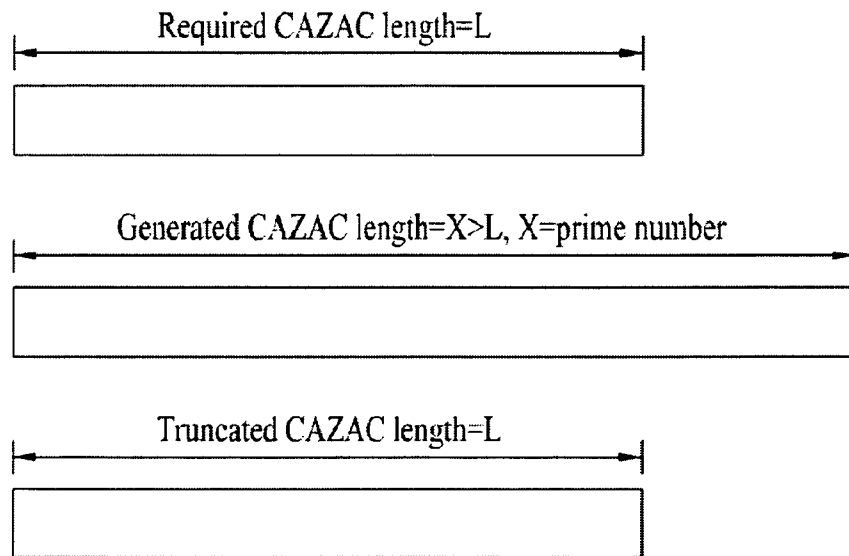 Required CAZAC length=L
Generated CAZAC length=X>L, X=prime number
Truncated CAZAC length=L